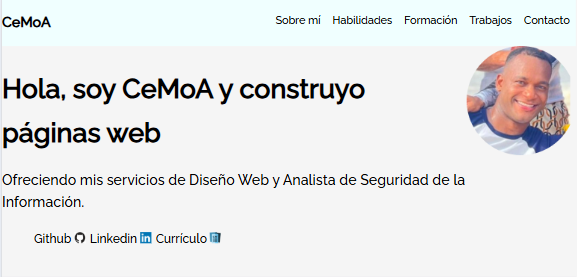 CeMoA
Sobre mí Habilidades Formación Trabajos Contacto
Hola, soy CeMoA y construyo
páginas web
Ofreciendo mis servicios de Diseño Web y Analista de Seguridad de la
Información.
Github Linkedin Currículo